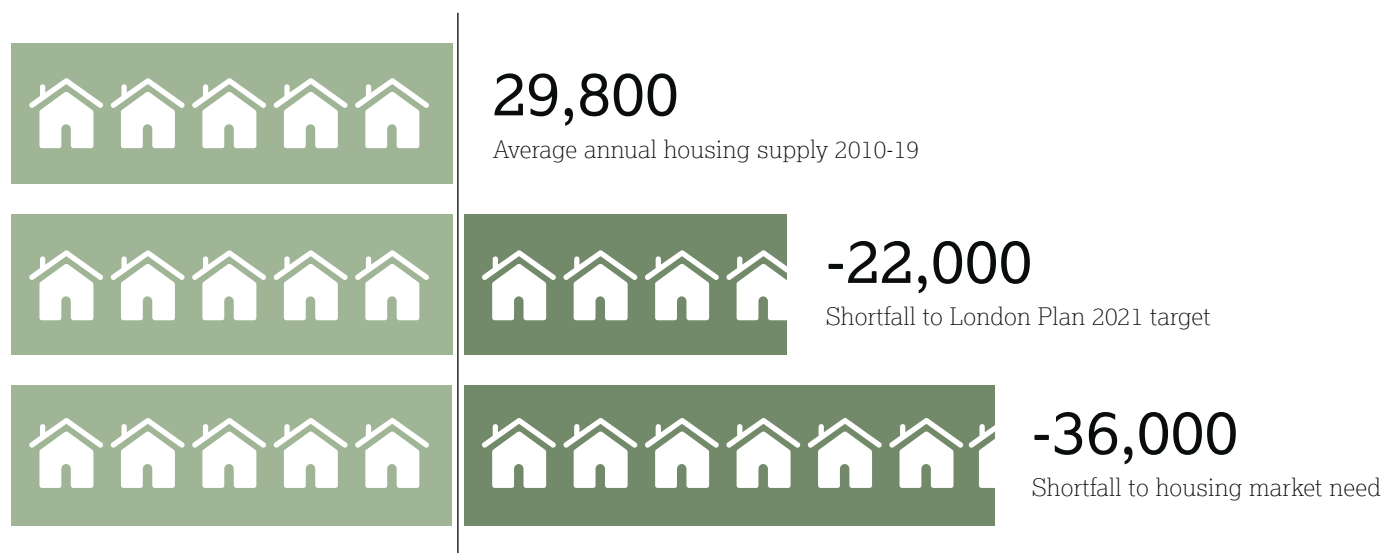 29,800
Average annual housing supply 2010-19
-22,000
Shortfall to London Plan 2021 target
-36,000
Shortfall to housing market need